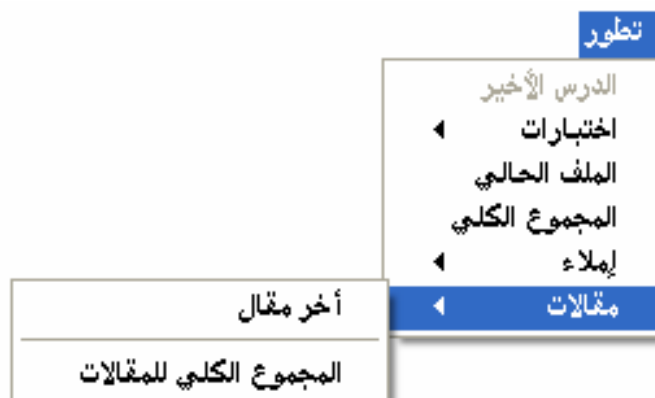 تطور
الدرس الأخير
اختبارات
الملف الحالي
المجموع الكلي
إملاء
مقالات
أخر مقال
المجموع الكلي للمقالات